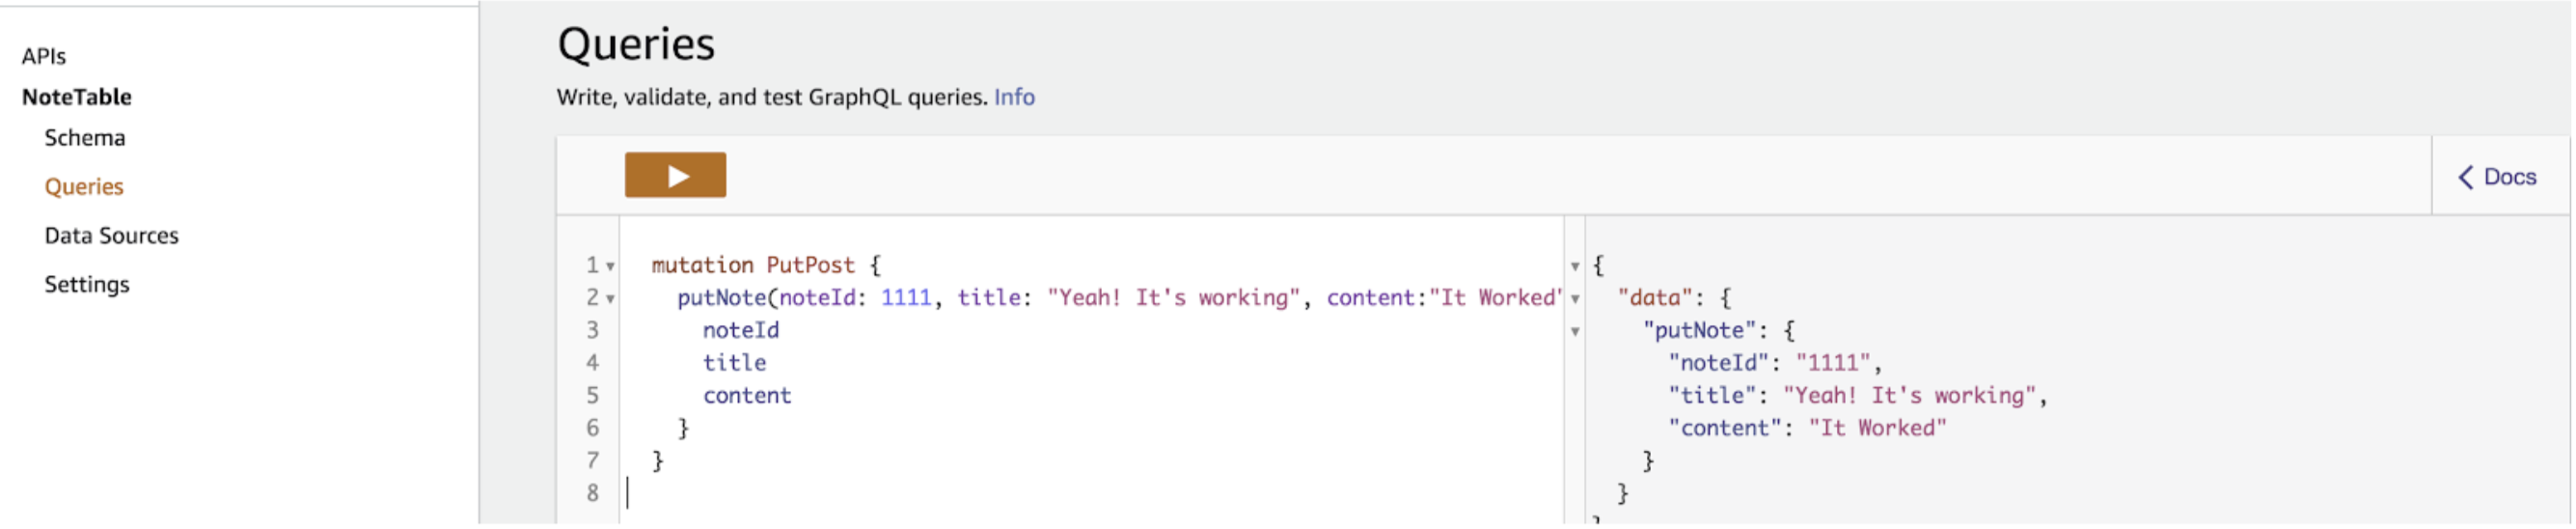 APIs
NoteTable
Schema
Queries
Data Sources
Settings
Queries
Write, validate, and test GraphQL queries. Info
Docs
1 mutation PutPost {
2 putNote(noteId: 1111, title: "Yeah! It's working", content:"It Worked"
3 noteId
4 title
5 content
6 }
7 }
8
{
"data": {
"putNote": {
"noteId": "1111",
"title": "Yeah! It's working",
"content": "It Worked"
}
}